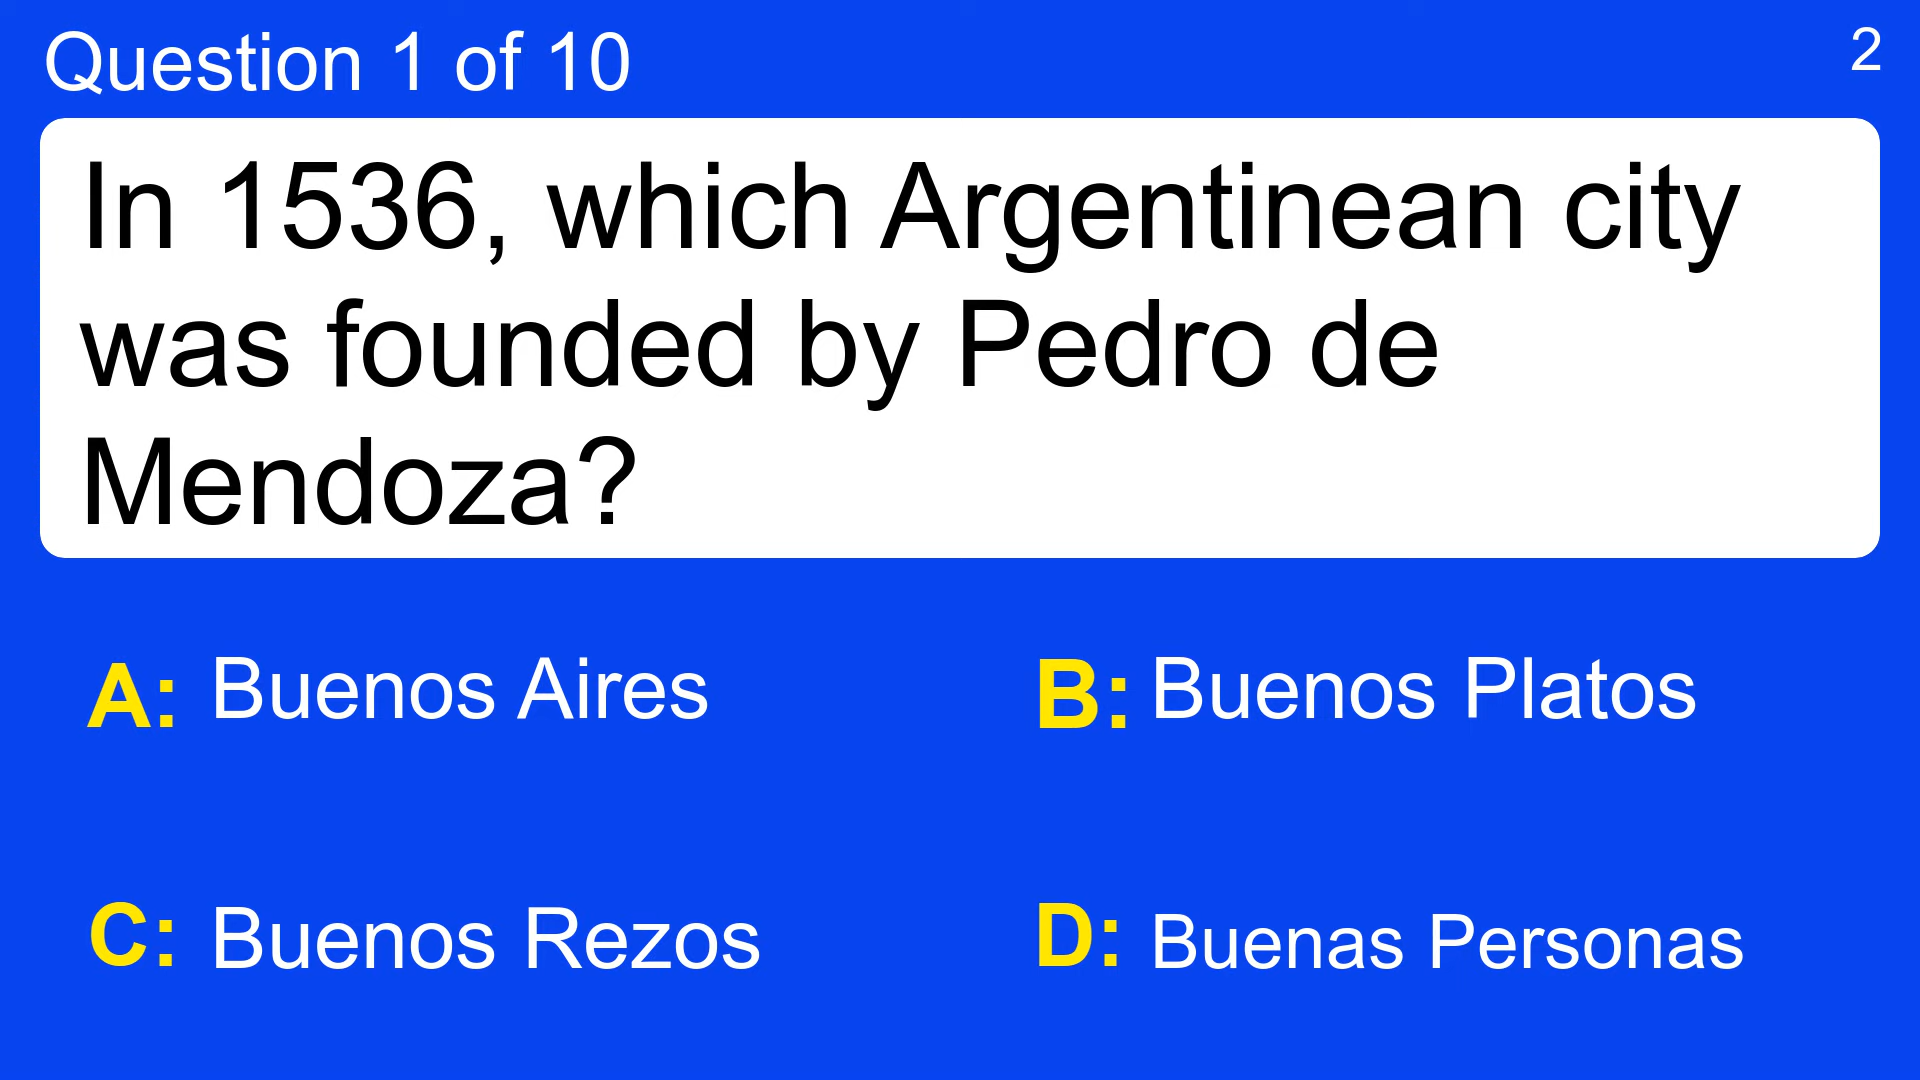 Question 1 of 10
2
In 1536, which Argentinean city
was founded by Pedro de
Mendoza?
A: Buenos Aires
B: Buenos Platos
C: Buenos Rezos
D: Buenas Personas